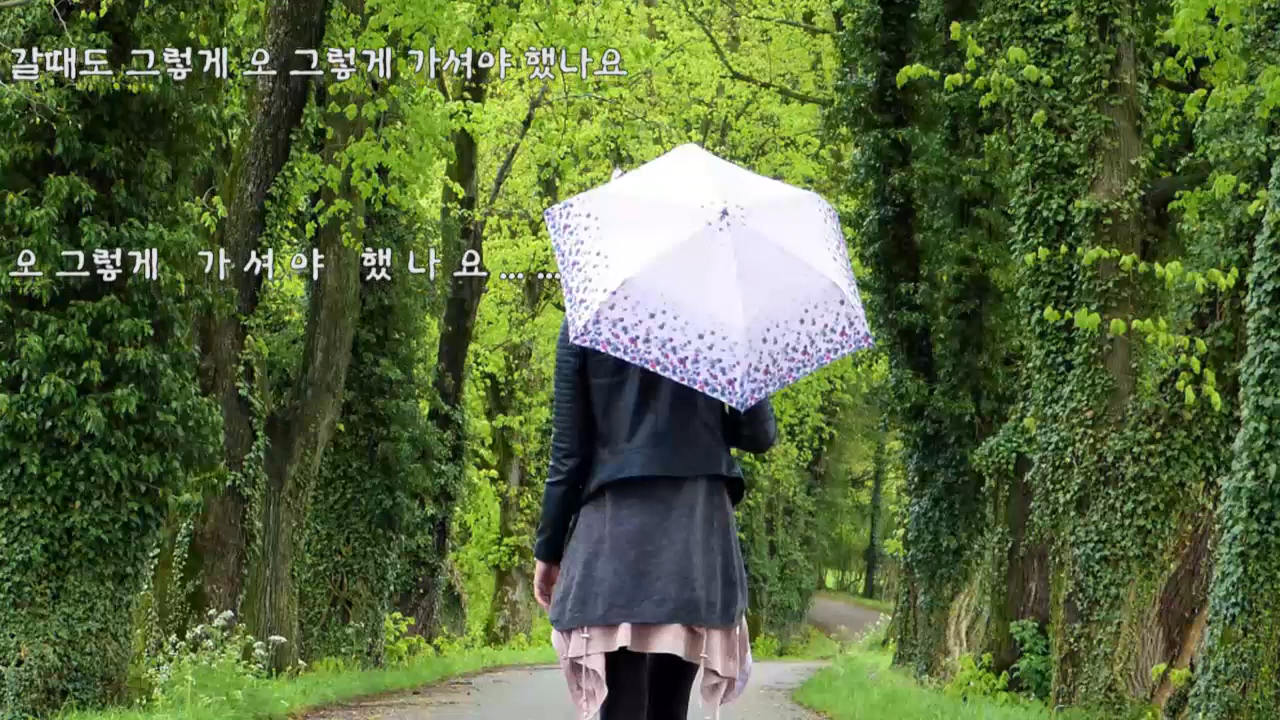 갈때도 그렇게 오 그렇게 가셔야 했나요
오 그렇게 가 셔 야 했 나 요 ... ...